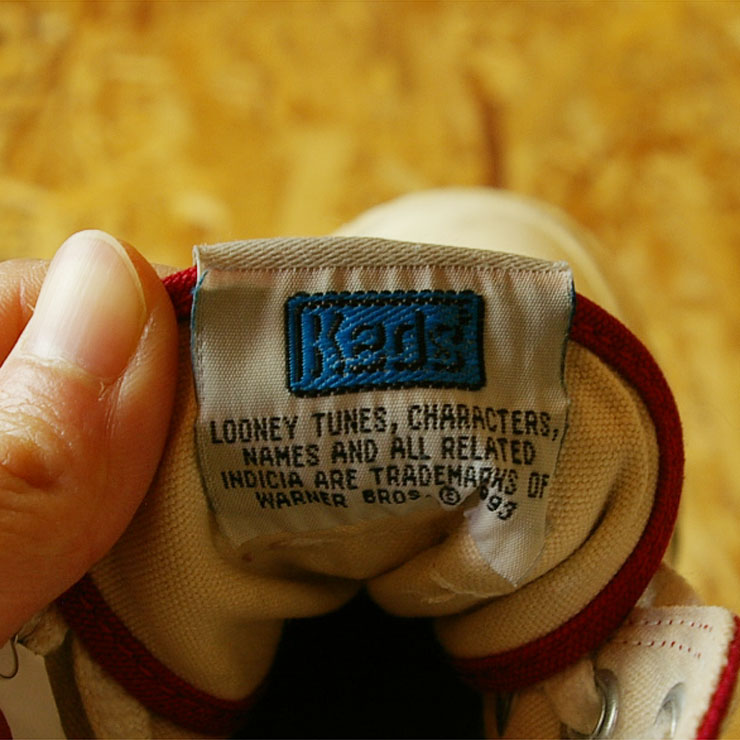 Keds
LOONEY TUNES, CHARACTERS,
NAMES AND ALL RELATED
INDICIA ARE TRADEMARKS OF
WARNER BROS. © 1993